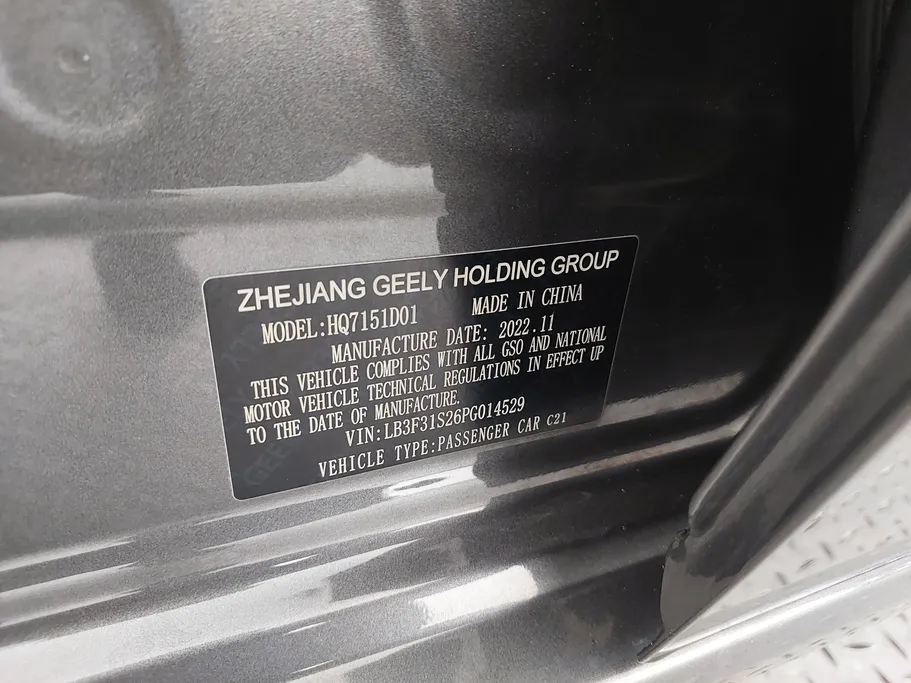 ZHEJIANG GEELY HOLDING GROUP
MODEL:HQ7151D01 MADE IN CHINA
MANUFACTURE DATE: 2022.11
THIS VEHICLE COMPLIES WITH ALL GSO AND NATIONAL
MOTOR VEHICLE TECHNICAL REGULATIONS IN EFFECT UP
TO THE DATE OF MANUFACTURE.
VIN:LB3F31S26PG014529
VEHICLE TYPE:PASSENGER CAR C21